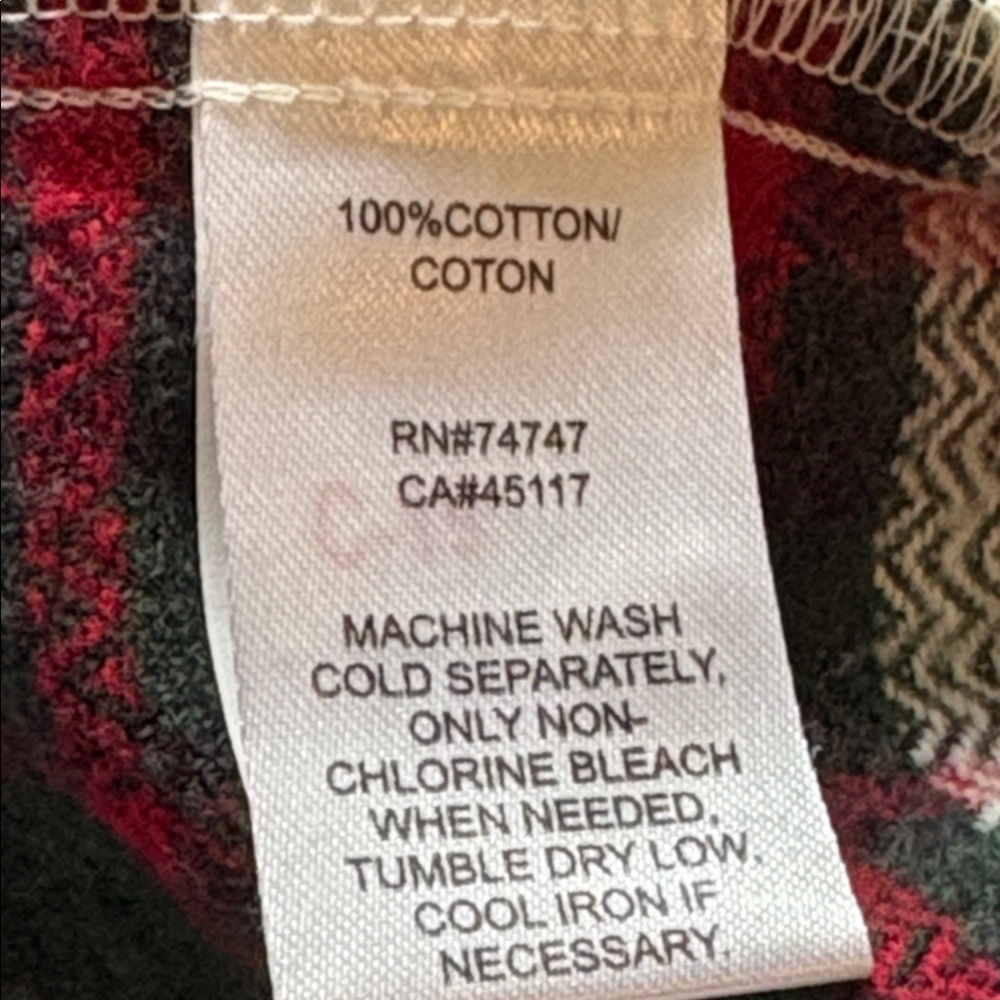 100%COTTON/
COTON
RN#74747
CA#45117
MACHINE WASH
COLD SEPARATELY,
ONLY NON-
CHLORINE BLEACH
WHEN NEEDED,
TUMBLE DRY LOW,
COOL IRON IF
NECESSARY.